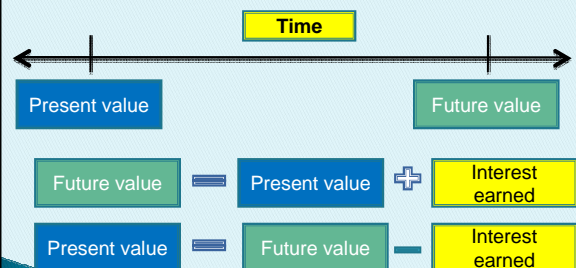 Time
Present value Future value
Future value = Present value + Interest earned
Present value = Future value − Interest earned